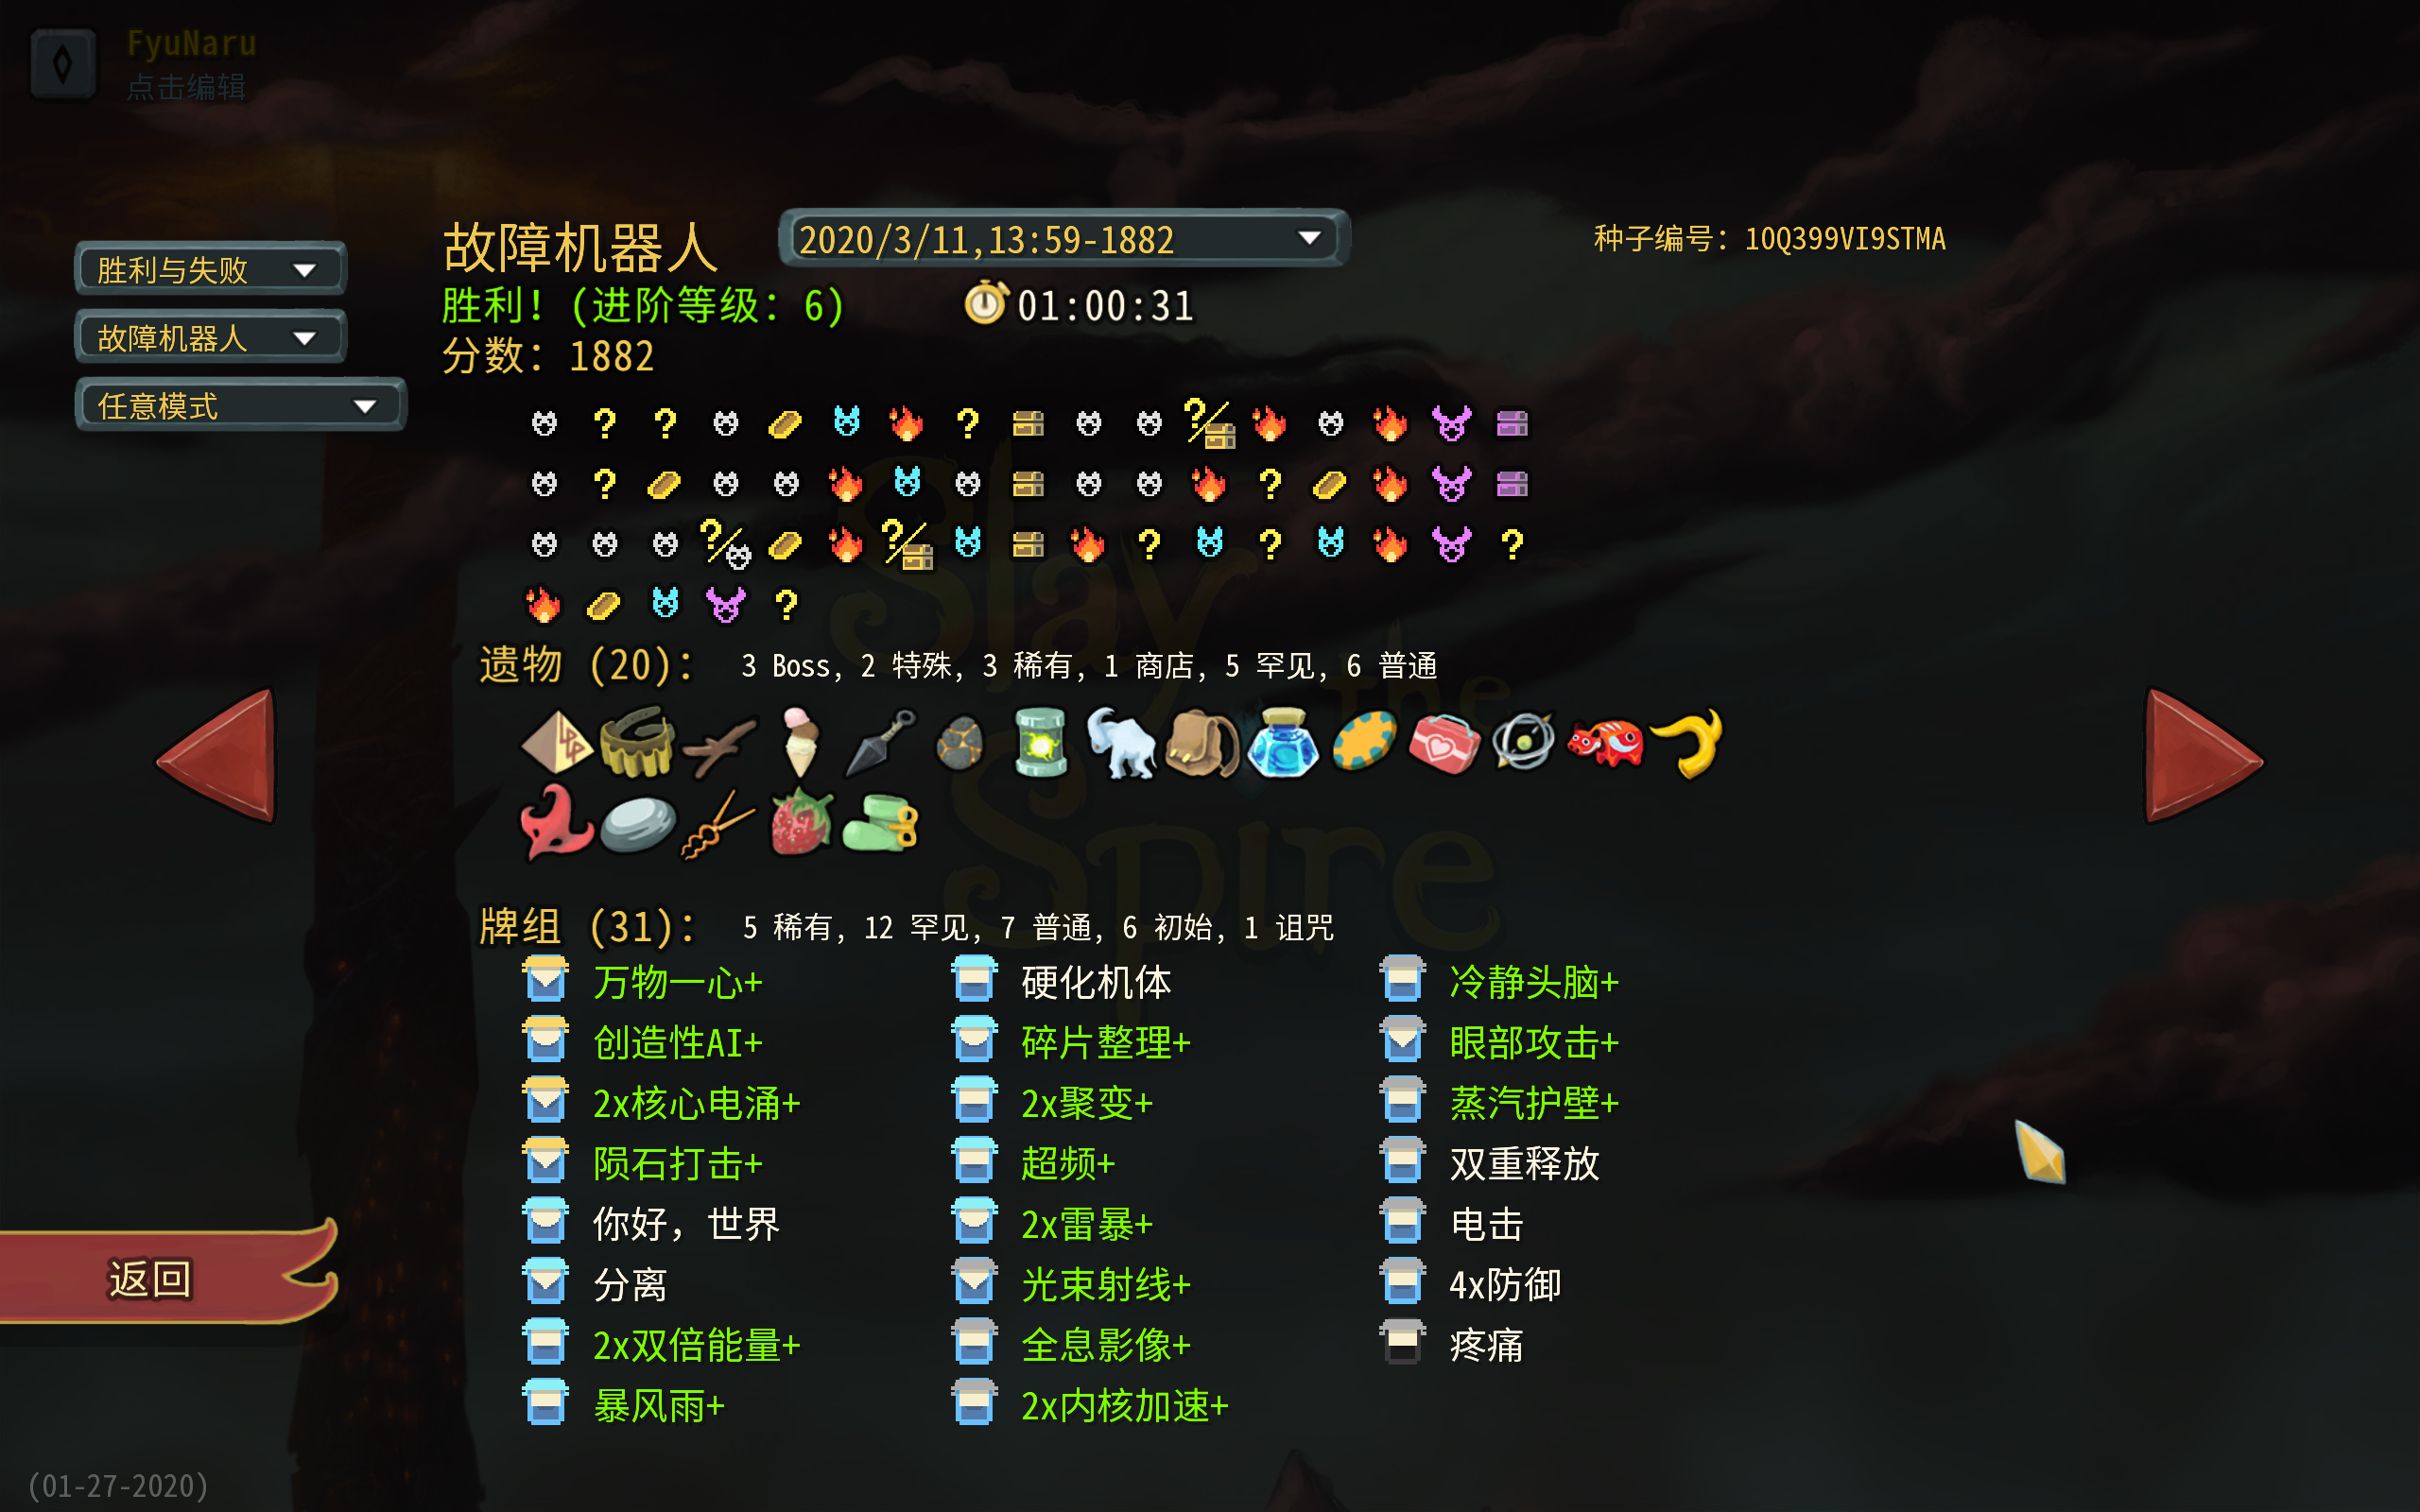 FyuNaru
点击编辑
胜利与失败
故障机器人
任意模式
故障机器人
2020/3/11,13:59-1882
种子编号: 10Q399VI9STMA
胜利! (进阶等级: 6)
01:00:31
分数: 1882
遗物 (20):
3 Boss, 2 特殊, 3 稀有, 1 商店, 5 罕见, 6 普通
牌组 (31):
5 稀有, 12 罕见, 7 普通, 6 初始, 1 诅咒
万物一心+
创造性AI+
2x核心电涌+
陨石打击+
你好, 世界
分离
2x双倍能量+
暴风雨+
硬化机体
碎片整理+
2x聚变+
超频+
2x雷暴+
光束射线+
全息影像+
2x内核加速+
冷静头脑+
眼部攻击+
蒸汽护壁+
双重释放
电击
4x防御
疼痛
返回
(01-27-2020)
Slay
the
Spire